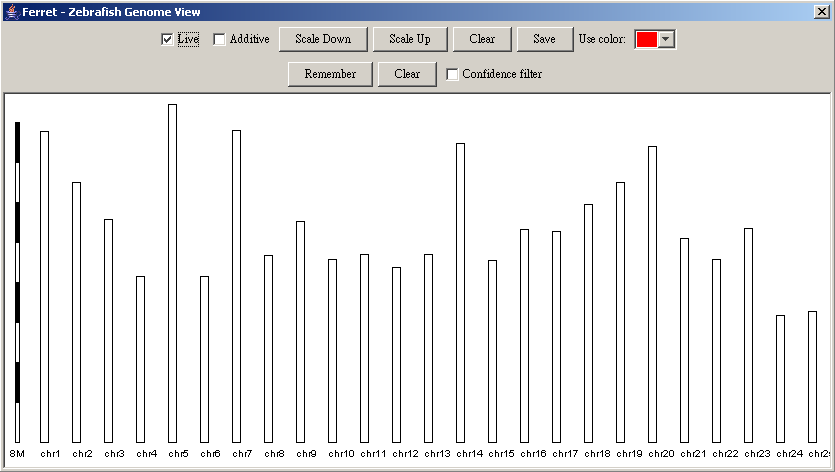 Ferret - Zebrafish Genome View
Live Additive Scale Down Scale Up Clear Save Use color:
Remember Clear Confidence filter
8M chr1 chr2 chr3 chr4 chr5 chr6 chr7 chr8 chr9 chr10 chr11 chr12 chr13 chr14 chr15 chr16 chr17 chr18 chr19 chr20 chr21 chr22 chr23 chr24